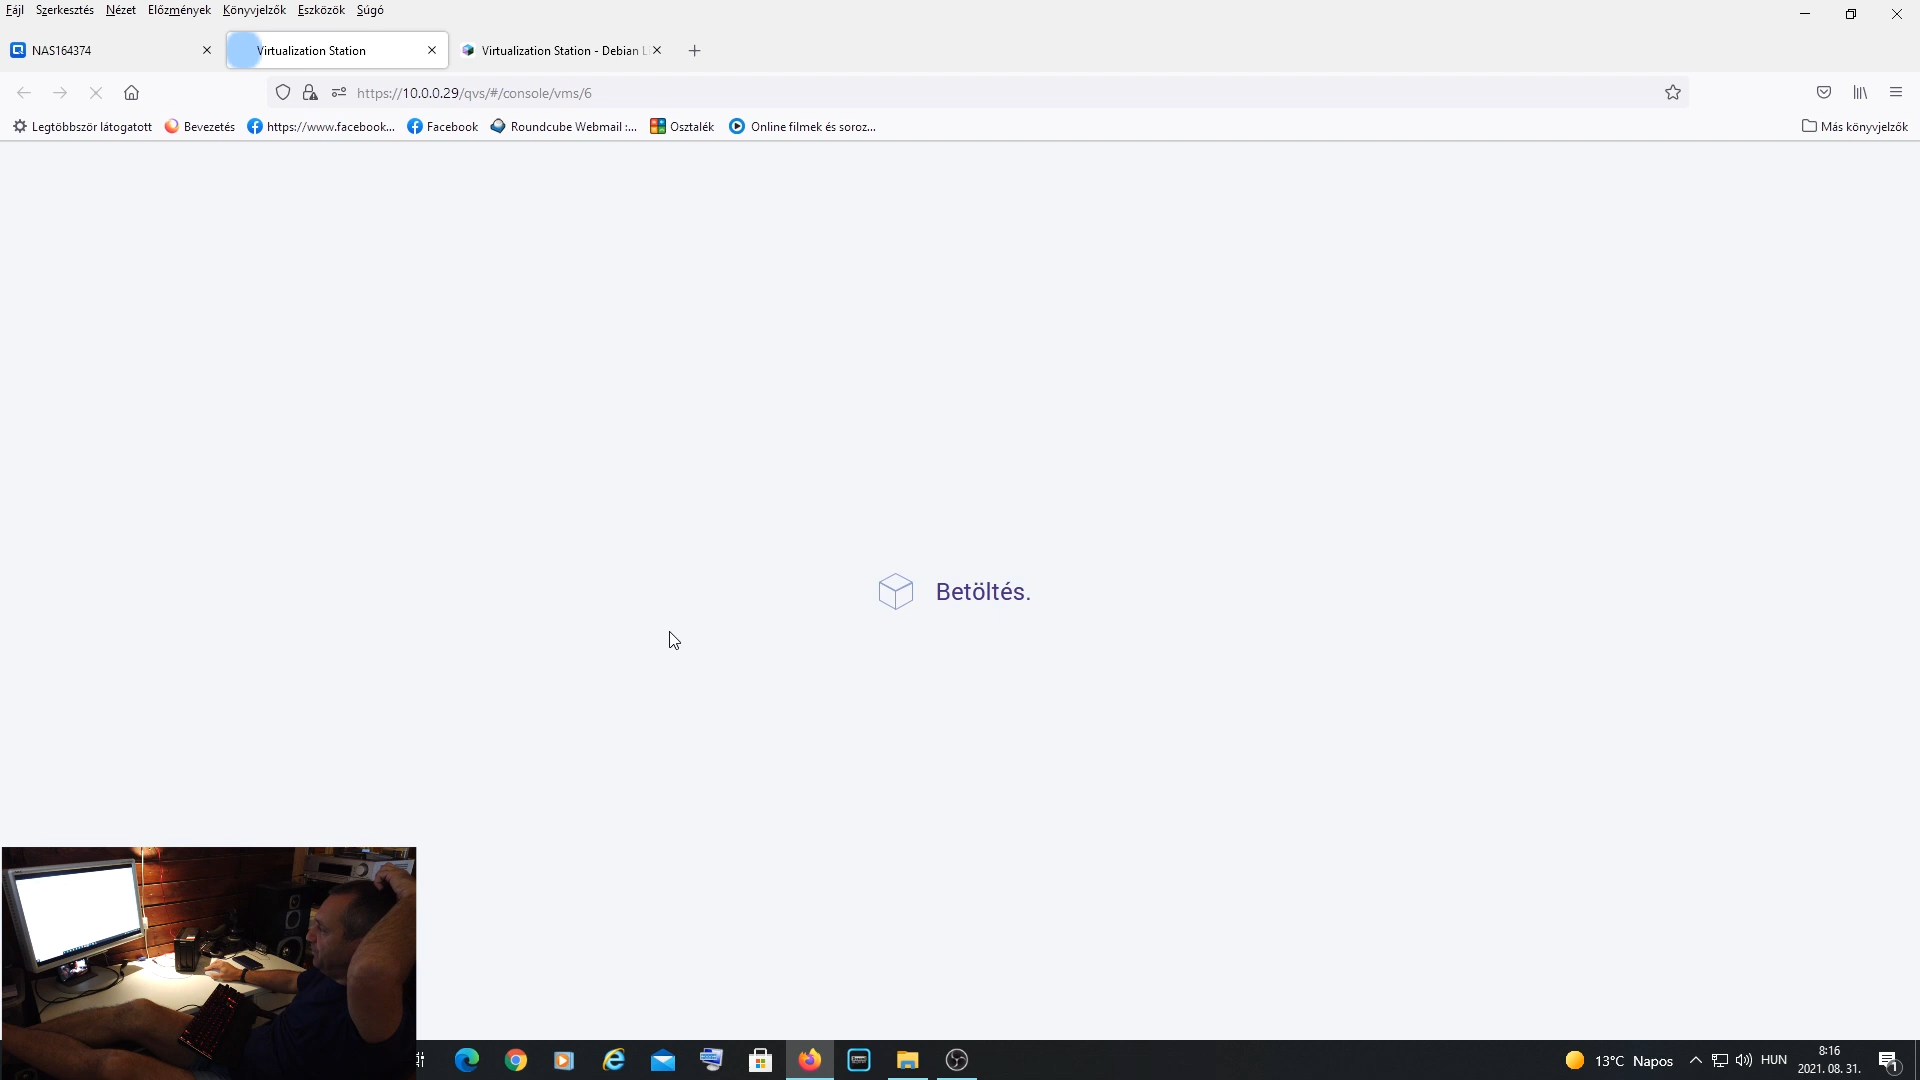 Fájl Szerkesztés Nézet Előzmények Könyvjelzők Eszközök Súgó
NAS164374
Virtualization Station
Virtualization Station - Debian
https://10.0.0.29/qvs/#/console/vms/6
Legtöbbször látogatott Bevezetés https://www.facebook... Facebook Roundcube Webmail :... Osztalék Online filmek és soroz... Más könyvjelzők
Betöltés.
13°C Napos HUN 8:16
2021. 08. 31.
1